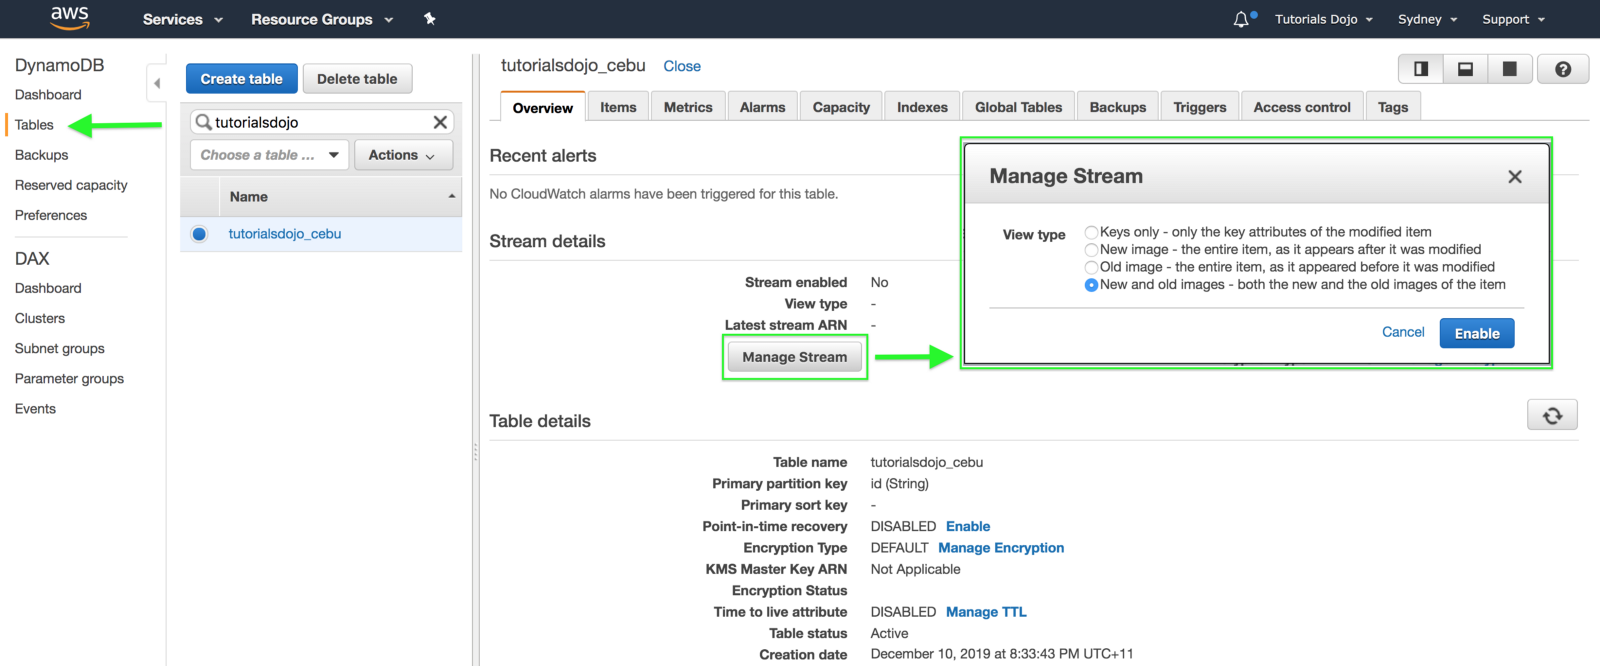 aws Services Resource Groups Tutorials Dojo Sydney Support
DynamoDB
Dashboard
Tables
Backups
Reserved capacity
Preferences
DAX
Dashboard
Clusters
Subnet groups
Parameter groups
Events
Create table Delete table
tutorialsdojo
Choose a table ... Actions
Name
tutorialsdojo_cebu
tutorialsdojo_cebu Close
Overview Items Metrics Alarms Capacity Indexes Global Tables Backups Triggers Access control Tags
Recent alerts
No CloudWatch alarms have been triggered for this table.
Stream details
Stream enabled No
View type -
Latest stream ARN -
Manage Stream
Manage Stream
View type
Keys only - only the key attributes of the modified item
New image - the entire item, as it appears after it was modified
Old image - the entire item, as it appeared before it was modified
New and old images - both the new and the old images of the item
Cancel Enable
Table details
Table name tutorialsdojo_cebu
Primary partition key id (String)
Primary sort key -
Point-in-time recovery DISABLED Enable
Encryption Type DEFAULT Manage Encryption
KMS Master Key ARN Not Applicable
Encryption Status
Time to live attribute DISABLED Manage TTL
Table status Active
Creation date December 10, 2019 at 8:33:43 PM UTC+11